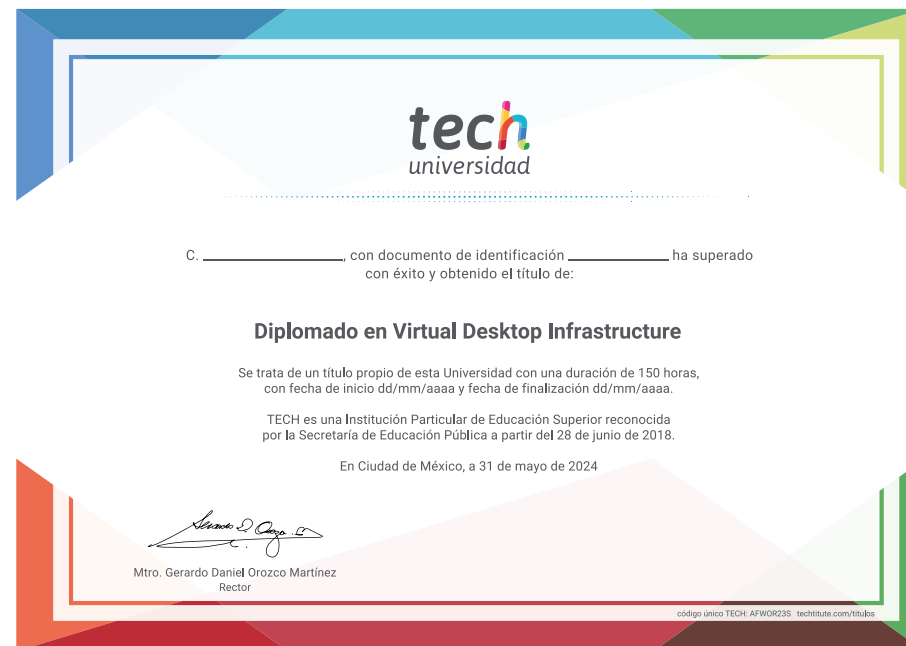 tech
universidad
C. ____________, con documento de identificación ____________ ha superado
con éxito y obtenido el título de:
Diplomado en Virtual Desktop Infrastructure
Se trata de un título propio de esta Universidad con una duración de 150 horas,
con fecha de inicio dd/mm/aaaa y fecha de finalización dd/mm/aaaa.
TECH es una Institución Particular de Educación Superior reconocida
por la Secretaría de Educación Pública a partir del 28 de junio de 2018.
En Ciudad de México, a 31 de mayo de 2024
Mtro. Gerardo Daniel Orozco Martínez
Rector
código único TECH: AFWOR23S techtitute.com/titulos